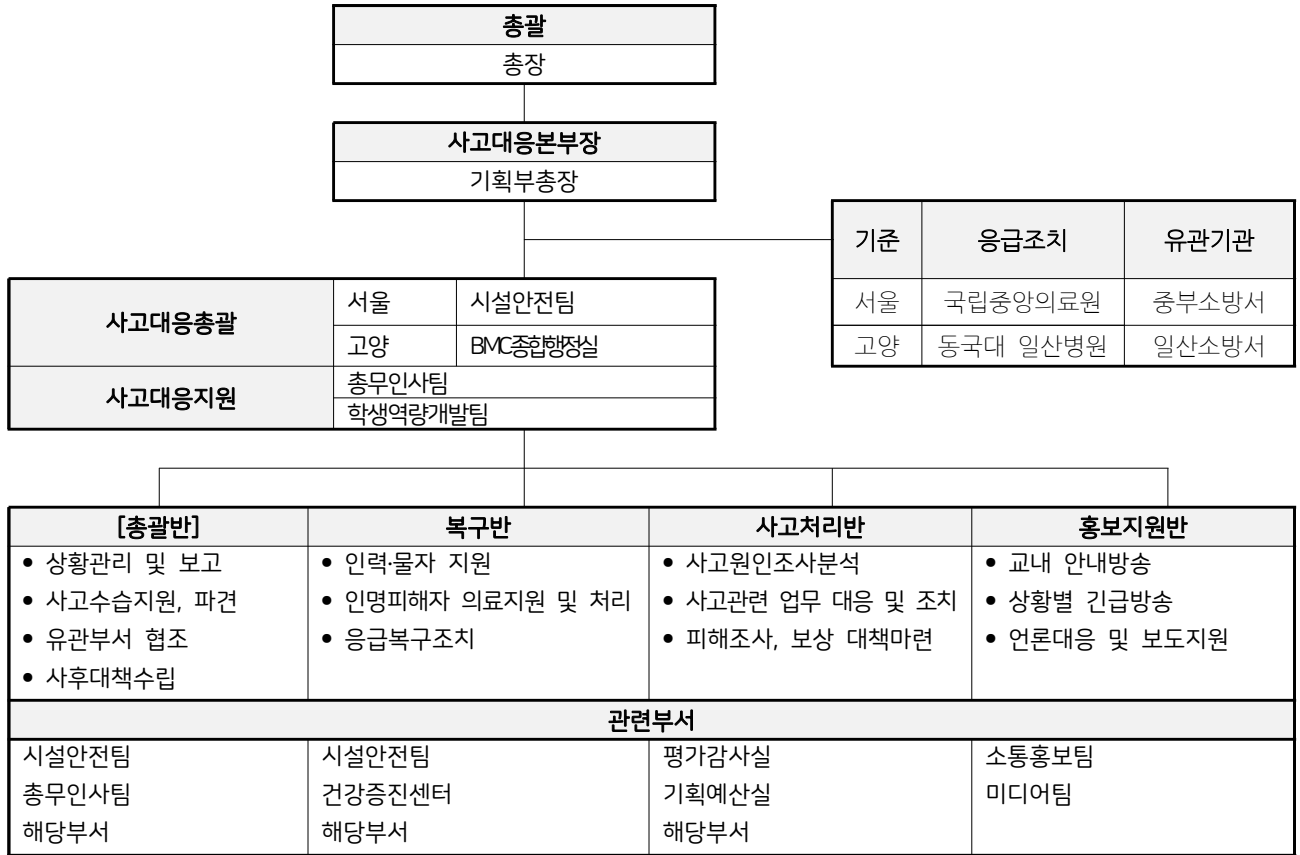 총괄
총장
사고대응본부장
기획부총장
기준 응급조치 유관기관
서울 국립중앙의료원 중부소방서
고양 동국대 일산병원 일산소방서
사고대응총괄 서울 시설안전팀
고양 BMC종합행정실
사고대응지원 총무인사팀
학생역량개발팀
[총괄반] 복구반 사고처리반 홍보지원반
• 상황관리 및 보고 • 인력·물자 지원 • 사고원인조사분석 • 교내 안내방송
• 사고수습지원, 파견 • 인명피해자 의료지원 및 처리 • 사고관련 업무 대응 및 조치 • 상황별 긴급방송
• 유관부서 협조 • 응급복구조치 • 피해조사, 보상 대책마련 • 언론대응 및 보도지원
• 사후대책수립
관련부서
시설안전팀 시설안전팀 평가감사실 소통홍보팀
총무인사팀 건강증진센터 기획예산실 미디어팀
해당부서 해당부서 해당부서